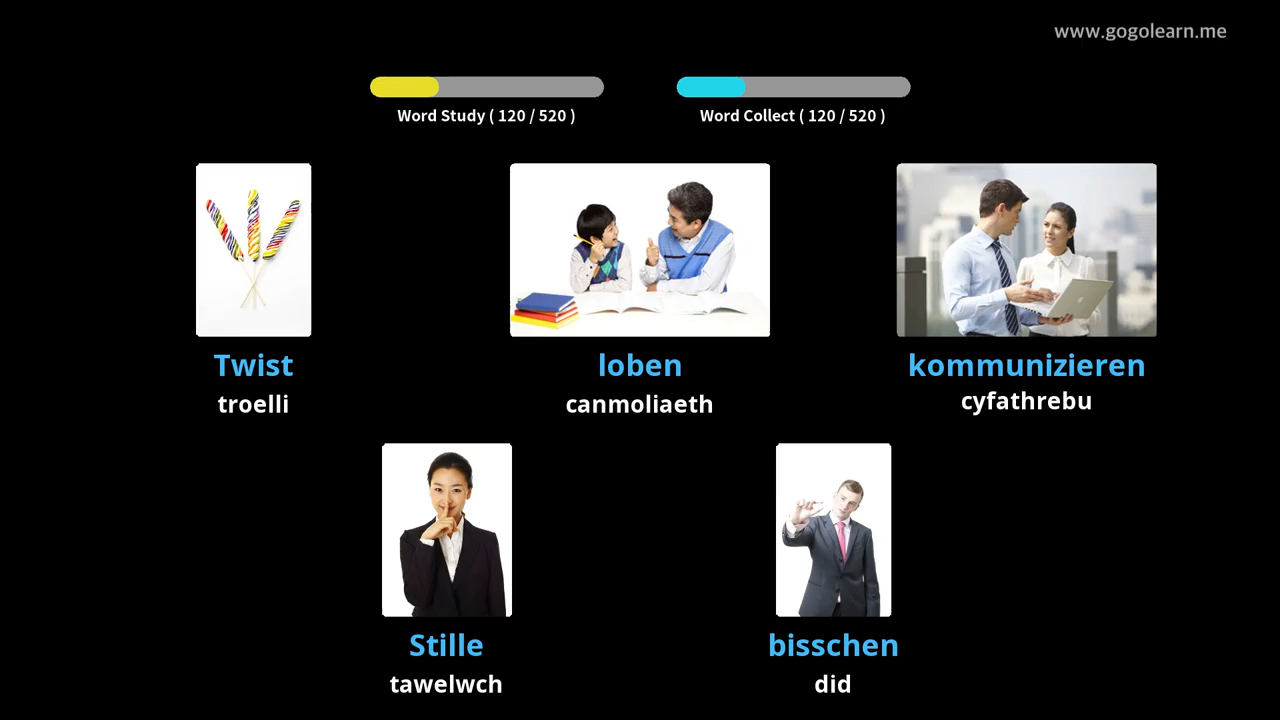 www.gogolearn.me
Word Study ( 120 / 520 )
Word Collect ( 120 / 520 )
Twist
troelli
loben
canmoliaeth
kommunizieren
cyfathrebu
Stille
tawelwch
bisschen
did